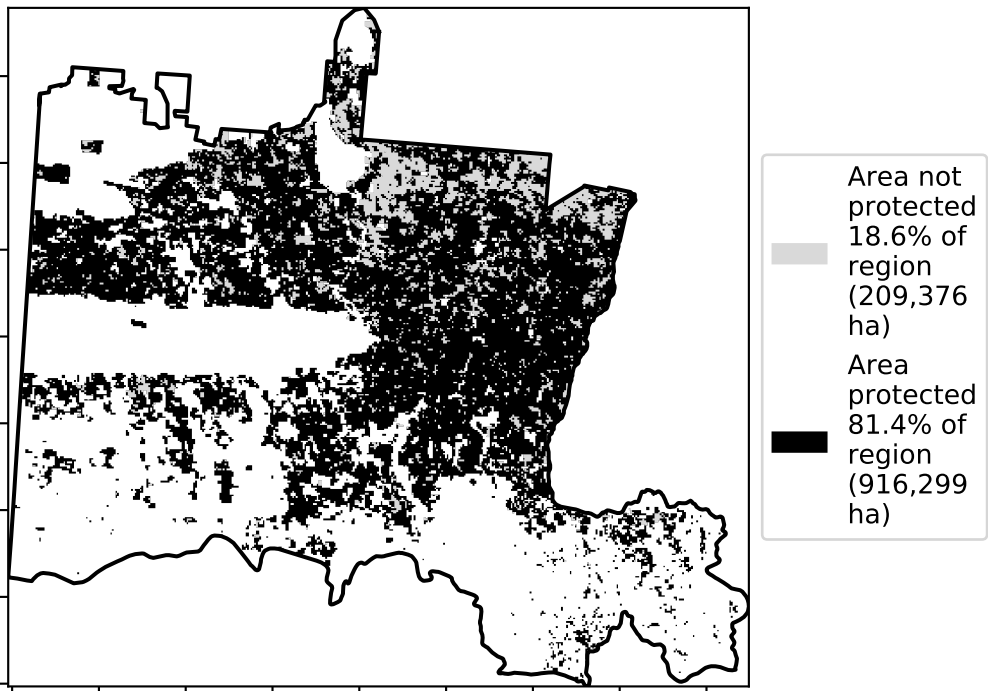 Area not
protected
18.6% of
region
(209,376
ha)
Area
protected
81.4% of
region
(916,299
ha)